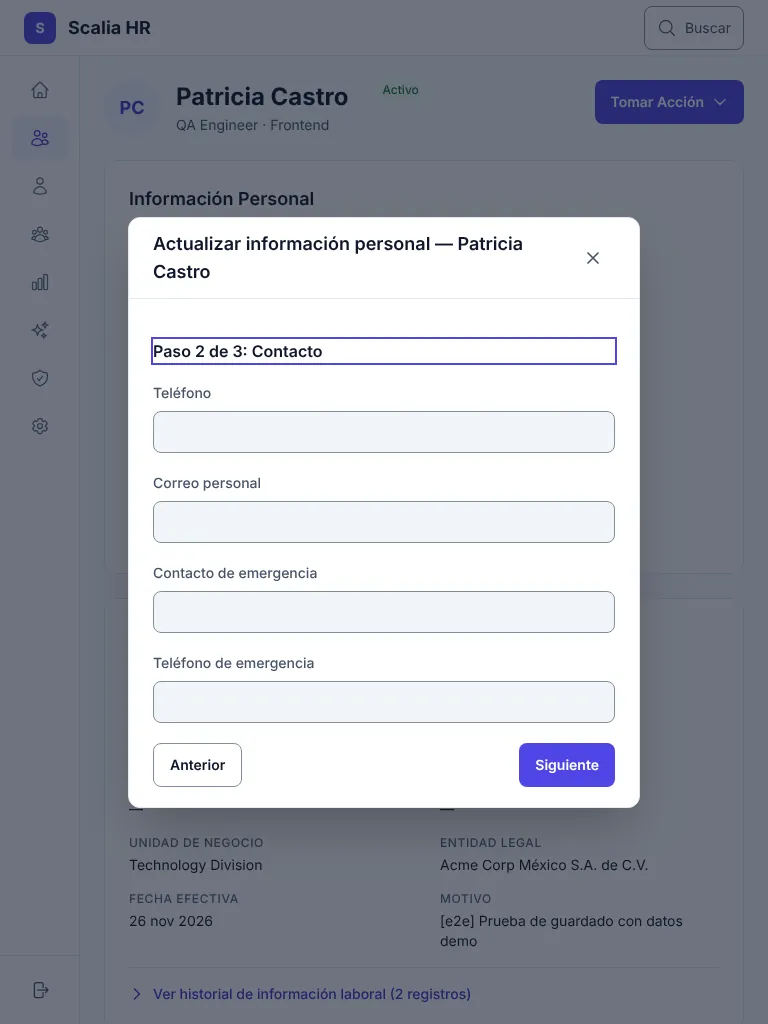 S
Scalia HR
Buscar
PC
Patricia Castro
Activo
QA Engineer · Frontend
Tomar Acción
Información Personal
Actualizar información personal — Patricia
Castro
Paso 2 de 3: Contacto
Teléfono
Correo personal
Contacto de emergencia
Teléfono de emergencia
Anterior
Siguiente
UNIDAD DE NEGOCIO
ENTIDAD LEGAL
Technology Division
Acme Corp México S.A. de C.V.
FECHA EFECTIVA
MOTIVO
26 nov 2026
[e2e] Prueba de guardado con datos
demo
Ver historial de información laboral (2 registros)